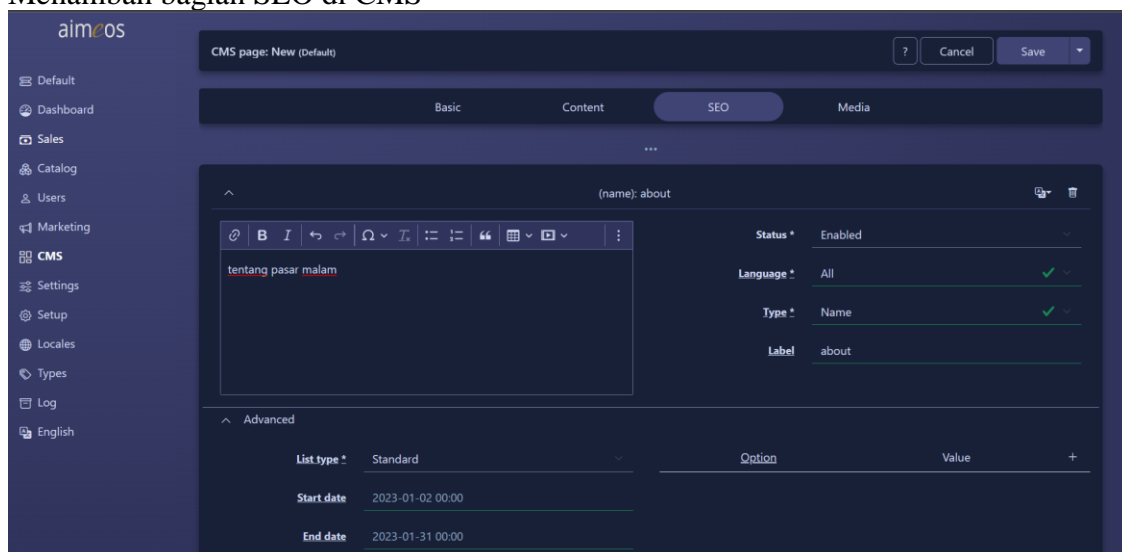 Menambah bagian SEO di CMS
aimeos
CMS page: New (Default)
?
Cancel
Save
Default
Dashboard
Sales
Catalog
Users
Marketing
CMS
Settings
Setup
Locales
Types
Log
English
Basic
Content
SEO
Media
(name): about
tentang pasar malam
Status *
Enabled
Language *
All
Type *
Name
Label
about
Advanced
List type *
Standard
Start date
2023-01-02 00:00
End date
2023-01-31 00:00
Option
Value